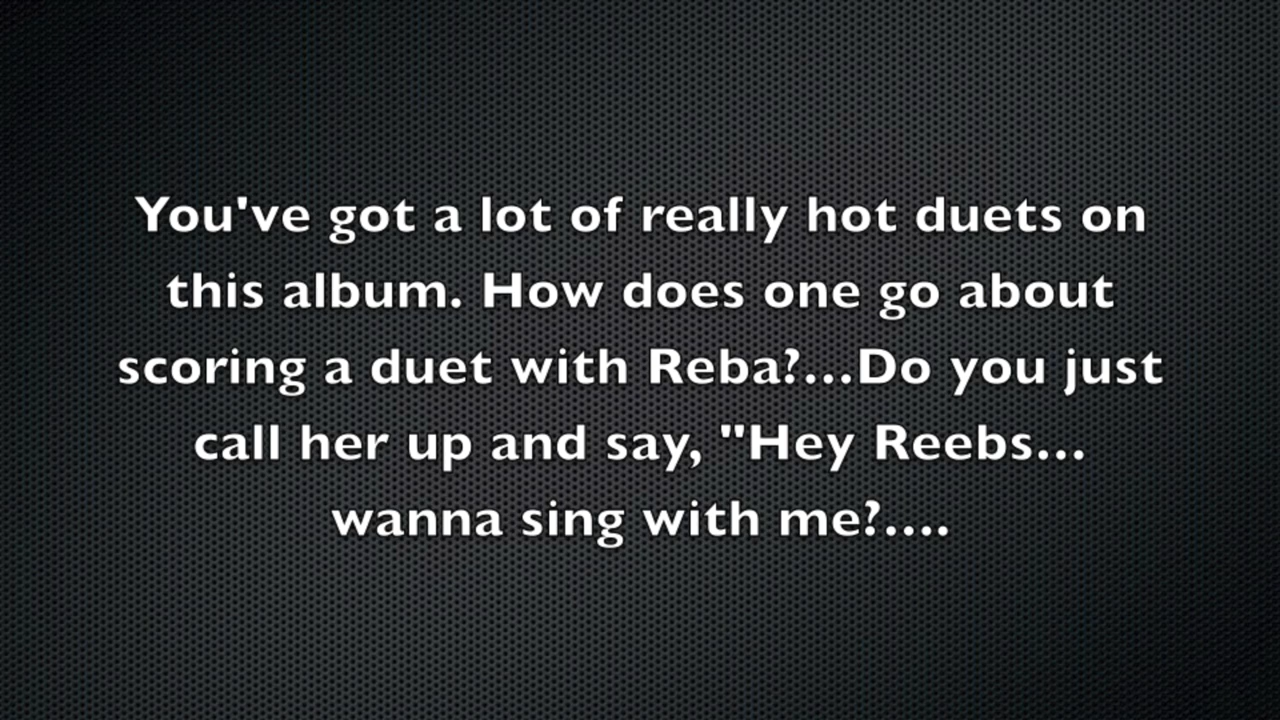 You've got a lot of really hot duets on
this album. How does one go about
scoring a duet with Reba?...Do you just
call her up and say, "Hey Reebs...
wanna sing with me?....